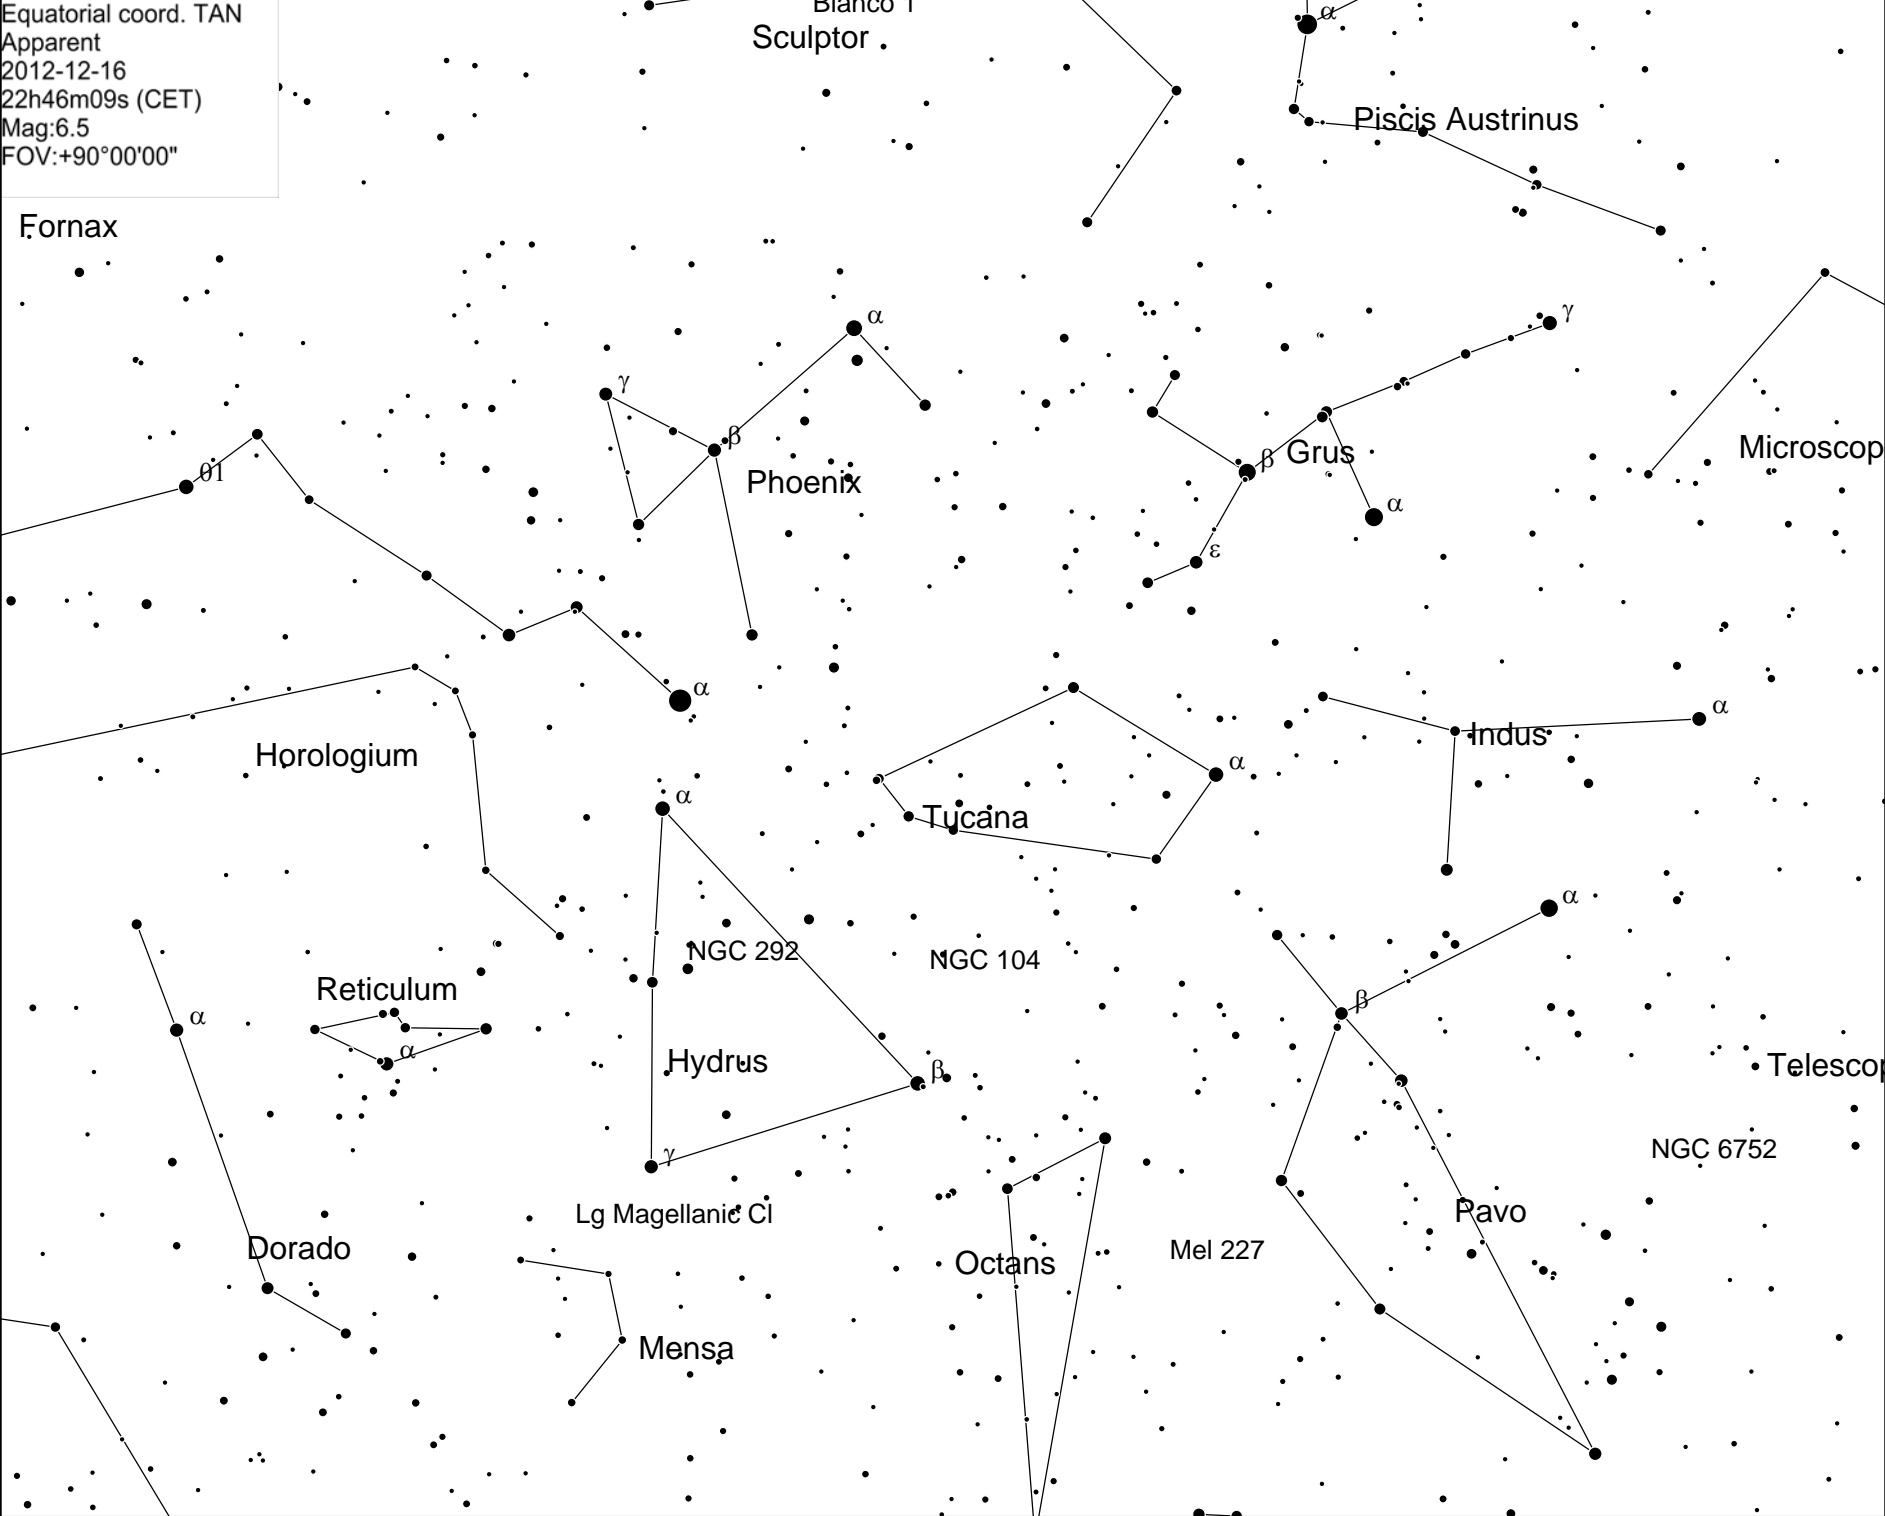 Equatorial coord. TAN
Apparent
2012-12-16
22h46m09s (CET)
Mag:6.5
FOV:+90°00'00"
Blanco 1
Sculptor
α
Piscis Austrinus
Fornax
α
γ
γ
β
Phoenix
β
Grus
Microscop
θ1
α
ε
α
α
Indus
Horologium
α
α
Tucana
α
NGC 292
NGC 104
Reticulum
β
α
α
Hydrus
β
Telescop
γ
NGC 6752
Lg Magellanic Cl
Pavo
Dorado
Octans
Mel 227
Mensa